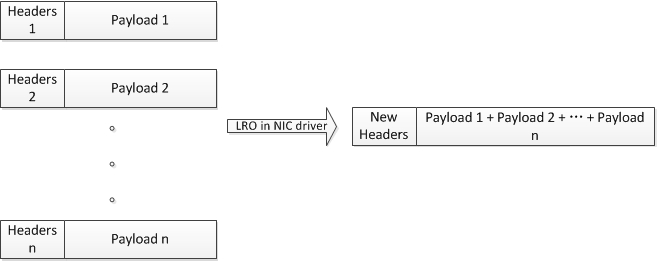 Headers
1
Payload 1
Headers
2
Payload 2
LRO in NIC driver
New
Headers
Payload 1 + Payload 2 + ··· + Payload
n
Headers
n
Payload n